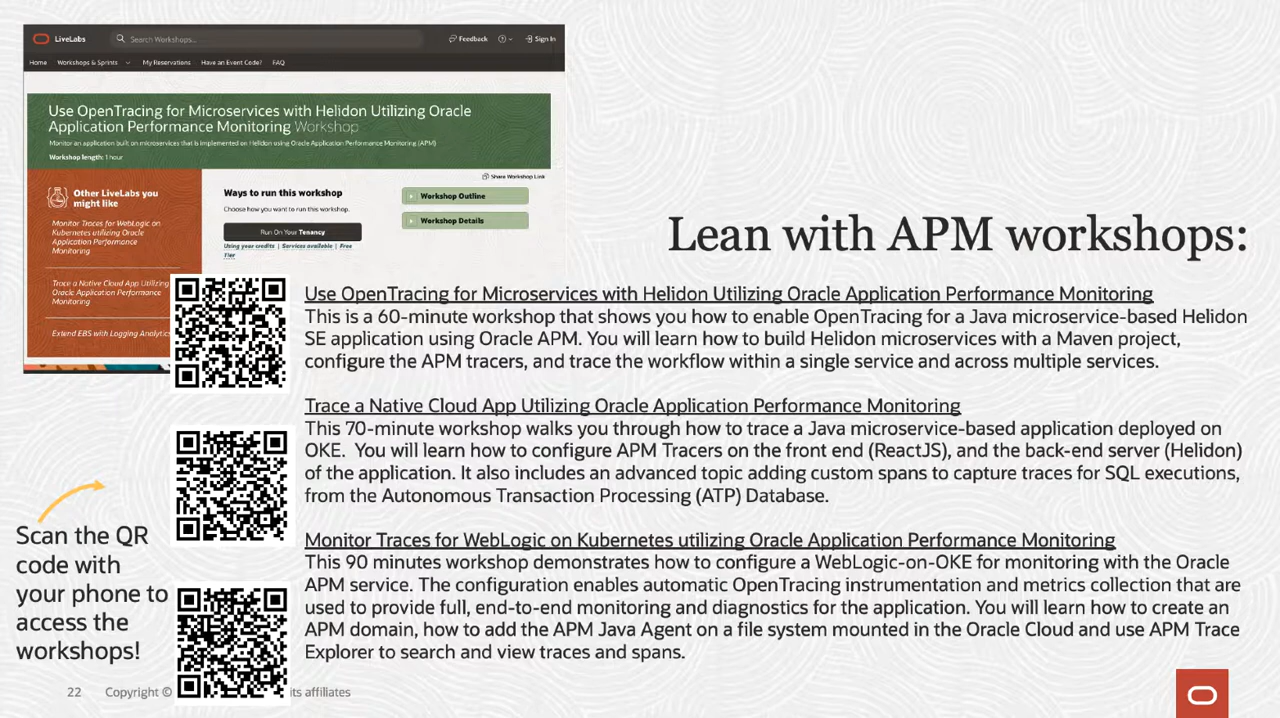 LiveLabs
Search Workshops...
Feedback
Sign In
Home
Workshops & Sprints
My Reservations
Have an Event Code?
FAQ
Use OpenTracing for Microservices with Helidon Utilizing Oracle
Application Performance Monitoring Workshop
Monitor an application built on microservices that is implemented on Helidon using Oracle Application Performance Monitoring (APM)
Workshop length: 1 hour
Share Workshop Link
Other LiveLabs you
might like
Monitor Traces for WebLogic on
Kubernetes utilizing Oracle
Application Performance
Monitoring
Trace a Native Cloud App Utilizing
Oracle Application Performance
Monitoring
Extend EBS with Logging Analytics
Ways to run this workshop
Choose how you want to run this workshop.
Run On Your Tenancy
Using your credits | Services available | Free
Tier
Workshop Outline
Workshop Details
Lean with APM workshops:
Use OpenTracing for Microservices with Helidon Utilizing Oracle Application Performance Monitoring
This is a 60-minute workshop that shows you how to enable OpenTracing for a Java microservice-based Helidon
SE application using Oracle APM. You will learn how to build Helidon microservices with a Maven project,
configure the APM tracers, and trace the workflow within a single service and across multiple services.
Trace a Native Cloud App Utilizing Oracle Application Performance Monitoring
This 70-minute workshop walks you through how to trace a Java microservice-based application deployed on
OKE. You will learn how to configure APM Tracers on the front end (ReactJS), and the back-end server (Helidon)
of the application. It also includes an advanced topic adding custom spans to capture traces for SQL executions,
from the Autonomous Transaction Processing (ATP) Database.
Monitor Traces for WebLogic on Kubernetes utilizing Oracle Application Performance Monitoring
This 90 minutes workshop demonstrates how to configure a WebLogic-on-OKE for monitoring with the Oracle
APM service. The configuration enables automatic OpenTracing instrumentation and metrics collection that are
used to provide full, end-to-end monitoring and diagnostics for the application. You will learn how to create an
APM domain, how to add the APM Java Agent on a file system mounted in the Oracle Cloud and use APM Trace
Explorer to search and view traces and spans.
Scan the QR
code with
your phone to
access the
workshops!
22
Copyright ©
its affiliates